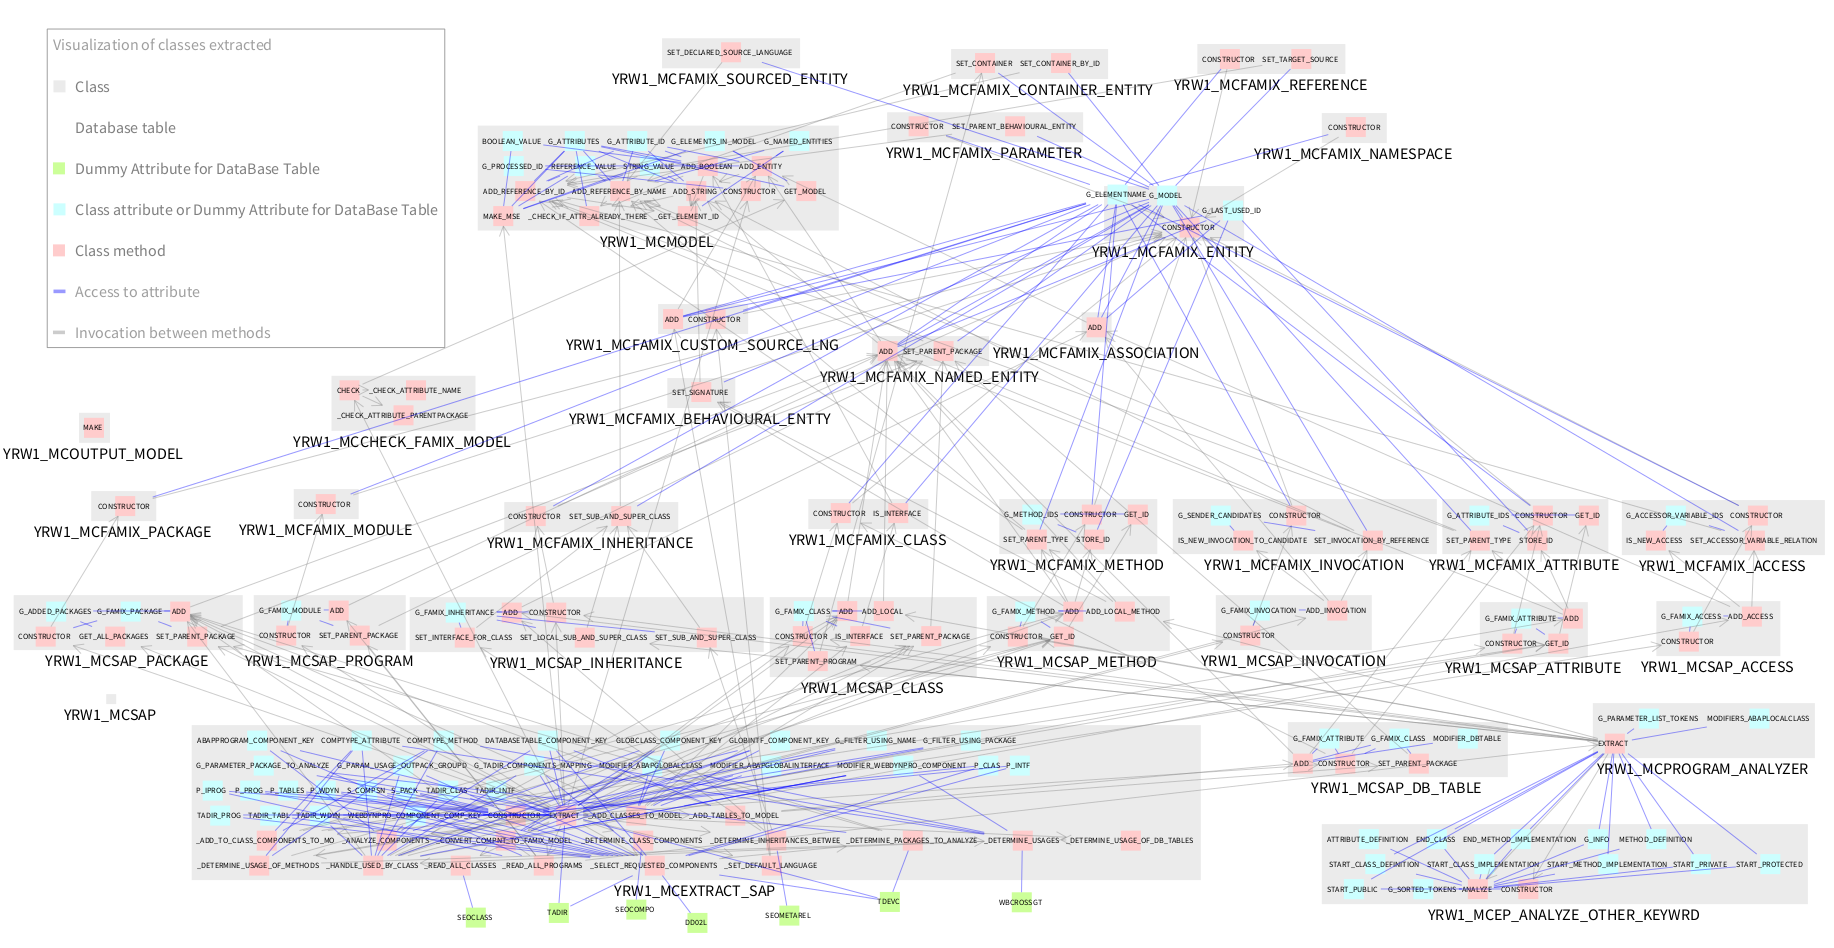 Visualization of classes extracted
Class
Database table
Dummy Attribute for DataBase Table
Class attribute or Dummy Attribute for DataBase Table
Class method
Access to attribute
Invocation between methods
SET_DECLARED_SOURCE_LANGUAGE
YRW1_MCFAMIX_SOURCED_ENTITY
SET_CONTAINER SET_CONTAINER_BY_ID
YRW1_MCFAMIX_CONTAINER_ENTITY
CONSTRUCTOR SET_TARGET_SOURCE
YRW1_MCFAMIX_REFERENCE
BOOLEAN_VALUE G_ATTRIBUTES G_ATTRIBUTE_ID G_ELEMENTS_IN_MODEL G_NAMED_ENTITIES
G_PROCESSED_ID REFERENCE_VALUE STRING_VALUE ADD_BOOLEAN ADD_ENTITY
ADD_REFERENCE_BY_ID ADD_REFERENCE_BY_NAME ADD_STRING CONSTRUCTOR GET_MODEL
MAKE_MSE _CHECK_IF_ATTR_ALREADY_THERE _GET_ELEMENT_ID
YRW1_MCMODEL
CONSTRUCTOR SET_PARENT_BEHAVIOURAL_ENTITY
YRW1_MCFAMIX_PARAMETER
CONSTRUCTOR
YRW1_MCFAMIX_NAMESPACE
G_ELEMENTNAME G_MODEL
G_LAST_USED_ID
CONSTRUCTOR
YRW1_MCFAMIX_ENTITY
ADD CONSTRUCTOR
YRW1_MCFAMIX_CUSTOM_SOURCE_LNG
ADD
YRW1_MCFAMIX_ASSOCIATION
ADD SET_PARENT_PACKAGE
YRW1_MCFAMIX_NAMED_ENTITY
CHECK _CHECK_ATTRIBUTE_NAME
_CHECK_ATTRIBUTE_PARENTPACKAGE
YRW1_MCCHECK_FAMIX_MODEL
SET_SIGNATURE
YRW1_MCFAMIX_BEHAVIOURAL_ENTTY
MAKE
YRW1_MCOUTPUT_MODEL
CONSTRUCTOR
YRW1_MCFAMIX_PACKAGE
CONSTRUCTOR
YRW1_MCFAMIX_MODULE
CONSTRUCTOR SET_SUB_AND_SUPER_CLASS
YRW1_MCFAMIX_INHERITANCE
CONSTRUCTOR IS_INTERFACE
YRW1_MCFAMIX_CLASS
G_METHOD_IDS CONSTRUCTOR GET_ID
SET_PARENT_TYPE STORE_ID
YRW1_MCFAMIX_METHOD
G_SENDER_CANDIDATES CONSTRUCTOR
IS_NEW_INVOCATION_TO_CANDIDATE SET_INVOCATION_BY_REFERENCE
YRW1_MCFAMIX_INVOCATION
G_ATTRIBUTE_IDS CONSTRUCTOR GET_ID
SET_PARENT_TYPE STORE_ID
YRW1_MCFAMIX_ATTRIBUTE
G_ACCESSOR_VARIABLE_IDS CONSTRUCTOR
IS_NEW_ACCESS SET_ACCESSOR_VARIABLE_RELATION
YRW1_MCFAMIX_ACCESS
G_ADDED_PACKAGES G_FAMIX_PACKAGE ADD
CONSTRUCTOR GET_ALL_PACKAGES SET_PARENT_PACKAGE
YRW1_MCSAP_PACKAGE
G_FAMIX_MODULE ADD
CONSTRUCTOR SET_PARENT_PACKAGE
YRW1_MCSAP_PROGRAM
G_FAMIX_INHERITANCE ADD CONSTRUCTOR
SET_INTERFACE_FOR_CLASS SET_LOCAL_SUB_AND_SUPER_CLASS SET_SUB_AND_SUPER_CLASS
YRW1_MCSAP_INHERITANCE
G_FAMIX_CLASS ADD ADD_LOCAL
CONSTRUCTOR IS_INTERFACE SET_PARENT_PACKAGE
SET_PARENT_PROGRAM
YRW1_MCSAP_CLASS
G_FAMIX_METHOD ADD ADD_LOCAL_METHOD
CONSTRUCTOR GET_ID
YRW1_MCSAP_METHOD
G_FAMIX_INVOCATION ADD_INVOCATION
CONSTRUCTOR
YRW1_MCSAP_INVOCATION
G_FAMIX_ATTRIBUTE ADD
CONSTRUCTOR GET_ID
YRW1_MCSAP_ATTRIBUTE
G_FAMIX_ACCESS ADD_ACCESS
CONSTRUCTOR
YRW1_MCSAP_ACCESS
YRW1_MCSAP
ABAPPROGRAM_COMPONENT_KEY COMPTYPE_ATTRIBUTE COMPTYPE_METHOD DATABASETABLE_COMPONENT_KEY GLOBCLASS_COMPONENT_KEY GLOBINTF_COMPONENT_KEY G_FILTER_USING_NAME G_FILTER_USING_PACKAGE
G_PARAMETER_PACKAGE_TO_ANALYZE G_PARAM_USAGE_OUTPACK_GROUPD G_TADIR_COMPONENTS_MAPPING MODIFIER_ABAPGLOBALCLASS MODIFIER_ABAPGLOBALINTERFACE MODIFIER_WEBDYNPRO_COMPONENT P_CLAS P_INTF
P_IPROG P_PROG P_TABLES P_WDYN S_COMPSN S_PACK TADIR_CLAS TADIR_INTF
TADIR_PROG TADIR_TABL TADIR_WDYN WEBDYNPRO_COMPONENT_COMP_KEY CONSTRUCTOR EXTRACT _ADD_CLASSES_TO_MODEL _ADD_TABLES_TO_MODEL
_ADD_TO_CLASS_COMPONENTS_TO_MO _ANALYZE_COMPONENTS _CONVERT_COMPNT_TO_FAMIX_MODEL _DETERMINE_CLASS_COMPONENTS _DETERMINE_INHERITANCES_BETWEE _DETERMINE_PACKAGES_TO_ANALYZE _DETERMINE_USAGES _DETERMINE_USAGE_OF_DB_TABLES
_DETERMINE_USAGE_OF_METHODS _HANDLE_USED_BY_CLASS _READ_ALL_CLASSES _READ_ALL_PROGRAMS _SELECT_REQUESTED_COMPONENTS _SET_DEFAULT_LANGUAGE
YRW1_MCEXTRACT_SAP
SEOCLASS
TADIR
SEOCOMPO
DD02L
SEOMETAREL
TDEVC
WBCROSSGT
G_FAMIX_ATTRIBUTE G_FAMIX_CLASS MODIFIER_DBTABLE
ADD CONSTRUCTOR SET_PARENT_PACKAGE
YRW1_MCSAP_DB_TABLE
G_PARAMETER_LIST_TOKENS MODIFIERS_ABAPLOCALCLASS
EXTRACT
YRW1_MCPROGRAM_ANALYZER
ATTRIBUTE_DEFINITION END_CLASS END_METHOD_IMPLEMENTATION G_INFO METHOD_DEFINITION
START_CLASS_DEFINITION START_CLASS_IMPLEMENTATION START_METHOD_IMPLEMENTATION START_PRIVATE START_PROTECTED
START_PUBLIC G_SORTED_TOKENS ANALYZE CONSTRUCTOR
YRW1_MCEP_ANALYZE_OTHER_KEYWRD